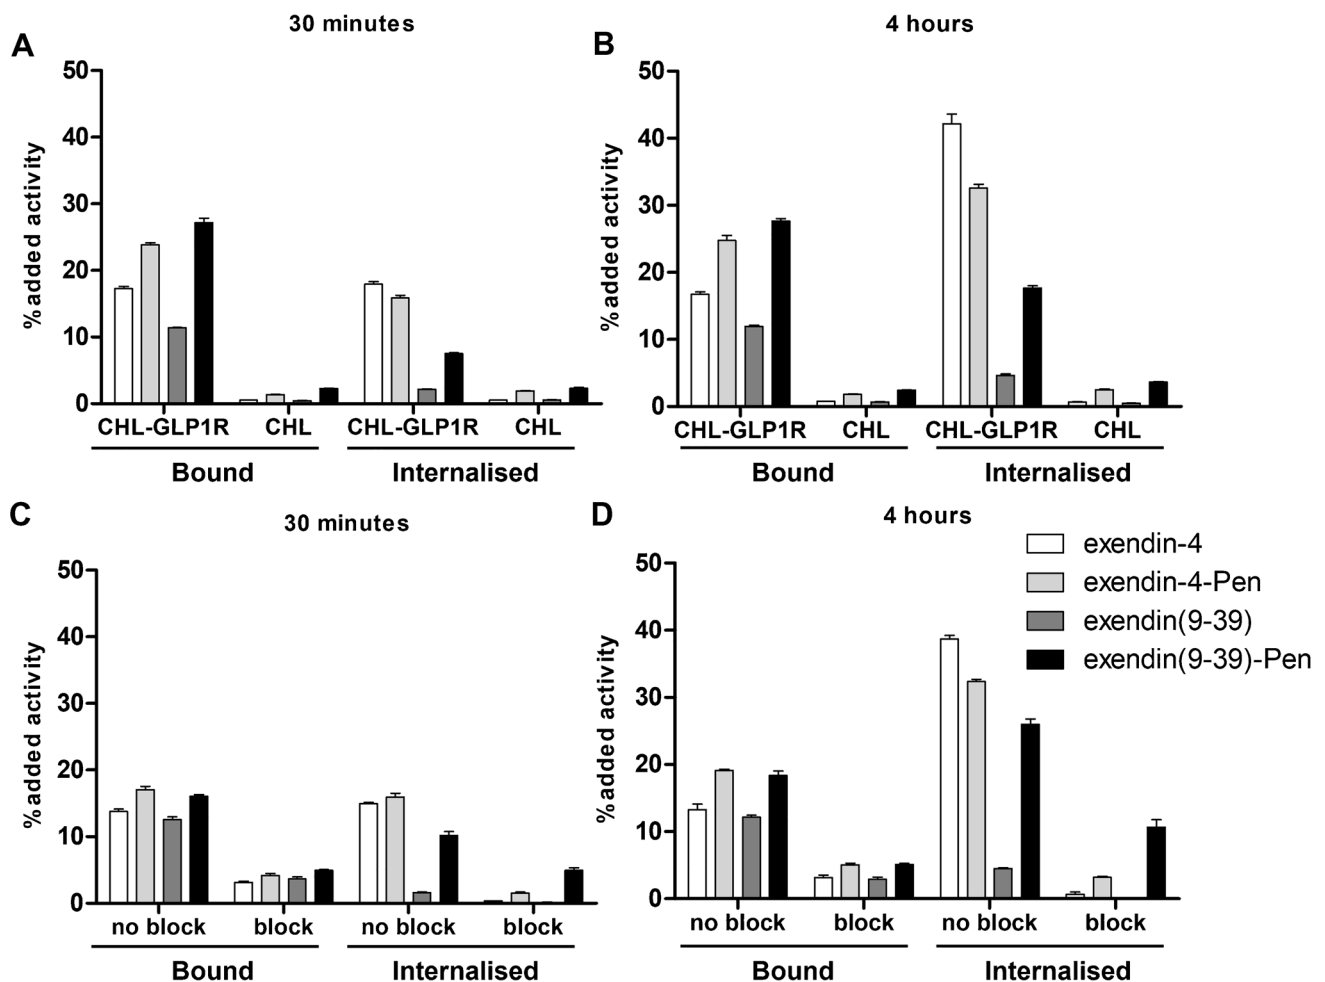 30 minutes
A
50
40
30
20
10
0
% added activity
CHL-GLP1R CHL CHL-GLP1R CHL
Bound Internalised
4 hours
B
50
40
30
20
10
0
% added activity
CHL-GLP1R CHL CHL-GLP1R CHL
Bound Internalised
30 minutes
C
50
40
30
20
10
0
% added activity
no block block no block block
Bound Internalised
4 hours
D
50
40
30
20
10
0
% added activity
no block block no block block
Bound Internalised
exendin-4
exendin-4-Pen
exendin(9-39)
exendin(9-39)-Pen